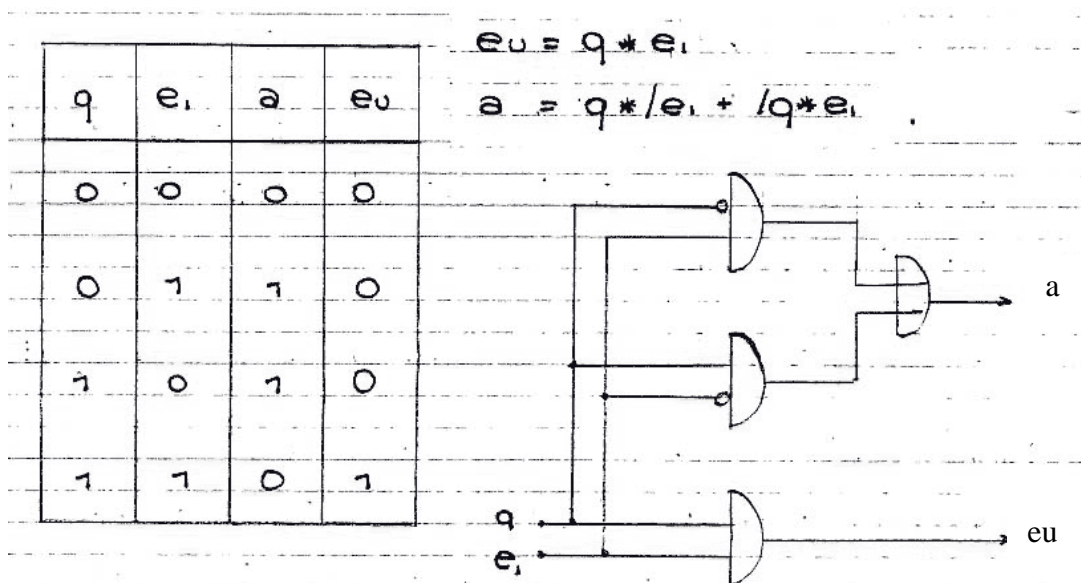 eu = q * e1
a = q * /e1 + /q * e1
q e1 a eu
0 0 0 0
0 1 1 0
1 0 1 0
1 1 0 1
a
q
e1
eu